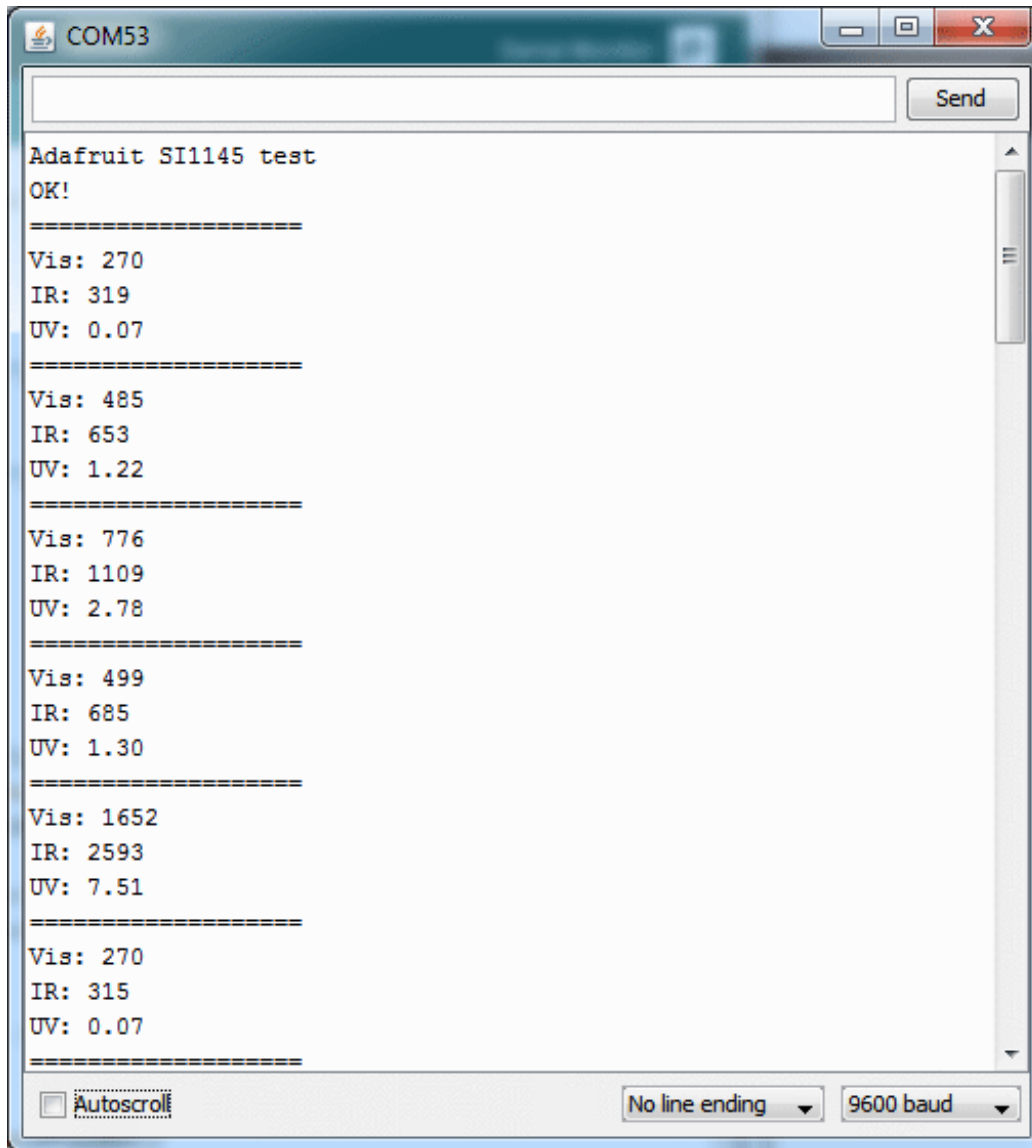 COM53
Send
Adafruit SI1145 test
OK!
===================
Vis: 270
IR: 319
UV: 0.07
===================
Vis: 485
IR: 653
UV: 1.22
===================
Vis: 776
IR: 1109
UV: 2.78
===================
Vis: 499
IR: 685
UV: 1.30
===================
Vis: 1652
IR: 2593
UV: 7.51
===================
Vis: 270
IR: 315
UV: 0.07
===================
Autoscroll No line ending 9600 baud